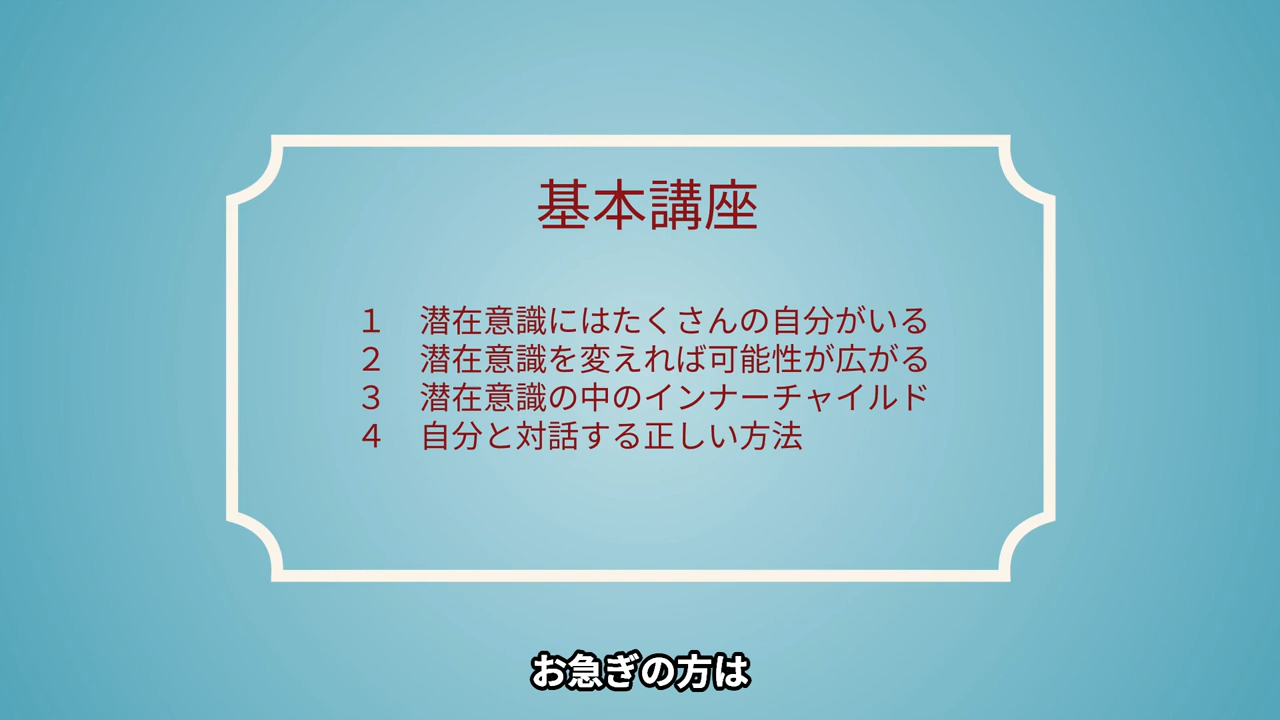 基本講座
１　潜在意識にはたくさんの自分がいる
２　潜在意識を変えれば可能性が広がる
３　潜在意識の中のインナーチャイルド
４　自分と対話する正しい方法
お急ぎの方は